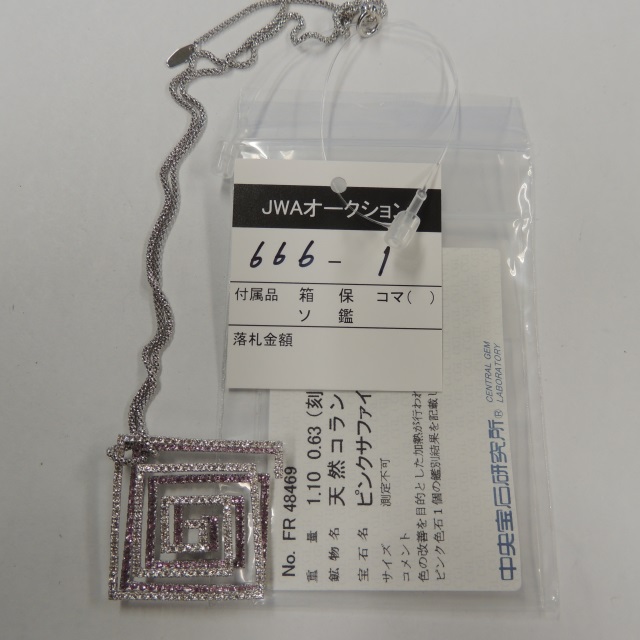 JWAオークション
666-1
付属品 箱 保 コマ( )
ソ 鑑
落札金額
No. FR 48469
重 量 1.10 0.63 (刻
鉱物名 天然コラン
宝石名 ピンクサファイ
サイズ 測定不可
コメント
色の改善を目的とした加熱が行われ
ピンク色石1個の鑑別結果を記載し
中央宝石研究所®
CENTRAL GEM
LABORATORY